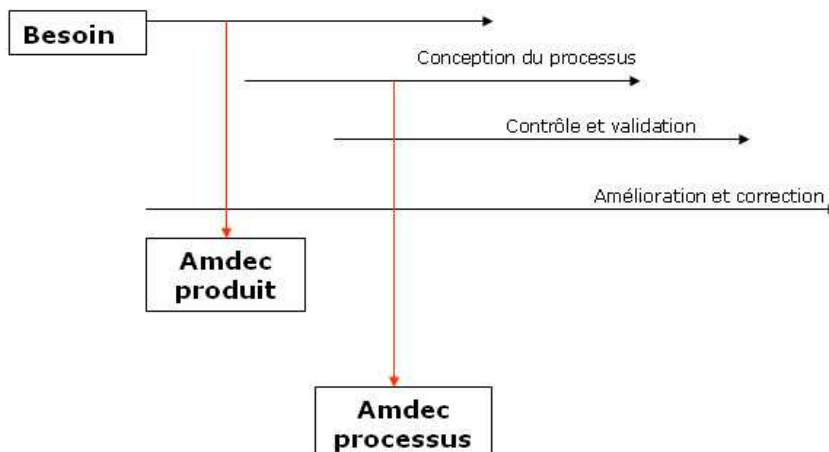 Besoin
Conception du processus
Contrôle et validation
Amélioration et correction
Amdec
produit
Amdec
processus